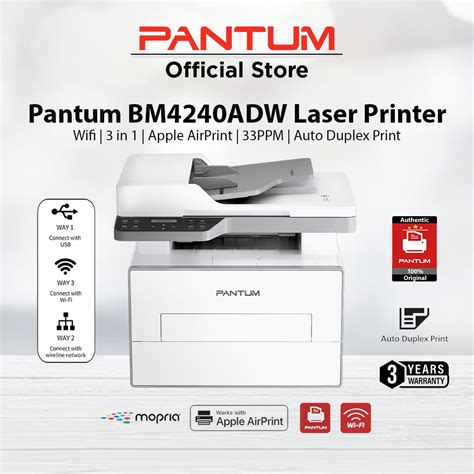 PANTUM
Official Store
Pantum BM4240ADW Laser Printer
Wifi | 3 in 1 | Apple AirPrint | 33PPM | Auto Duplex Print
WAY 1
Connect with
USB
WAY 3
Connect with
Wi-Fi
WAY 2
Connect with
wireline network
PANTUM
Authentic
PANTUM
100%
Original
Auto Duplex Print
3 YEARS
WARRANTY
mopria
Works with
Apple AirPrint
PANTUM
Wi-Fi